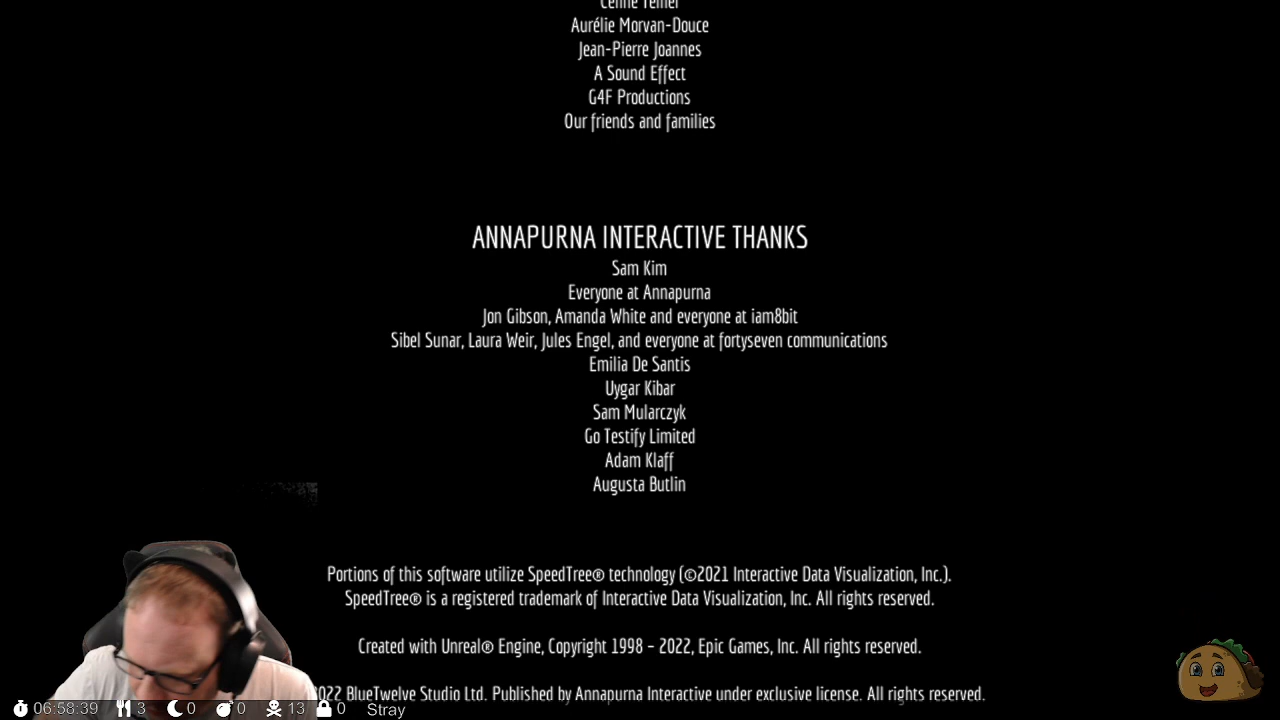 Aurélie Morvan-Douce
Jean-Pierre Joannes
A Sound Effect
G4F Productions
Our friends and families
ANNAPURNA INTERACTIVE THANKS
Sam Kim
Everyone at Annapurna
Jon Gibson, Amanda White and everyone at iam8bit
Sibel Sunar, Laura Weir, Jules Engel, and everyone at fortyseven communications
Emilia De Santis
Uygar Kibar
Sam Mularczyk
Go Testify Limited
Adam Klaff
Augusta Butlin
Portions of this software utilize SpeedTree® technology (©2021 Interactive Data Visualization, Inc.).
SpeedTree® is a registered trademark of Interactive Data Visualization, Inc. All rights reserved.
Created with Unreal® Engine, Copyright 1998 – 2022, Epic Games, Inc. All rights reserved.
022 BlueTwelve Studio Ltd. Published by Annapurna Interactive under exclusive license. All rights reserved.
06:58:39 3 0 0 13 0 Stray